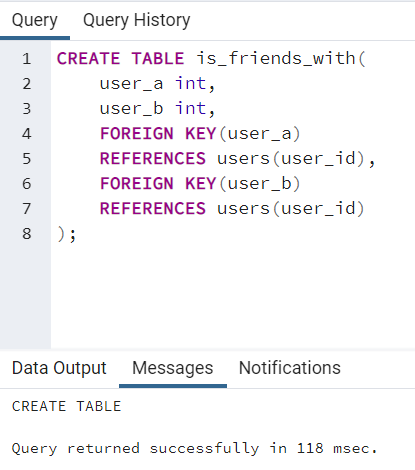 Query Query History
1 CREATE TABLE is_friends_with(
2 user_a int,
3 user_b int,
4 FOREIGN KEY(user_a)
5 REFERENCES users(user_id),
6 FOREIGN KEY(user_b)
7 REFERENCES users(user_id)
8 );
Data Output Messages Notifications
CREATE TABLE
Query returned successfully in 118 msec.